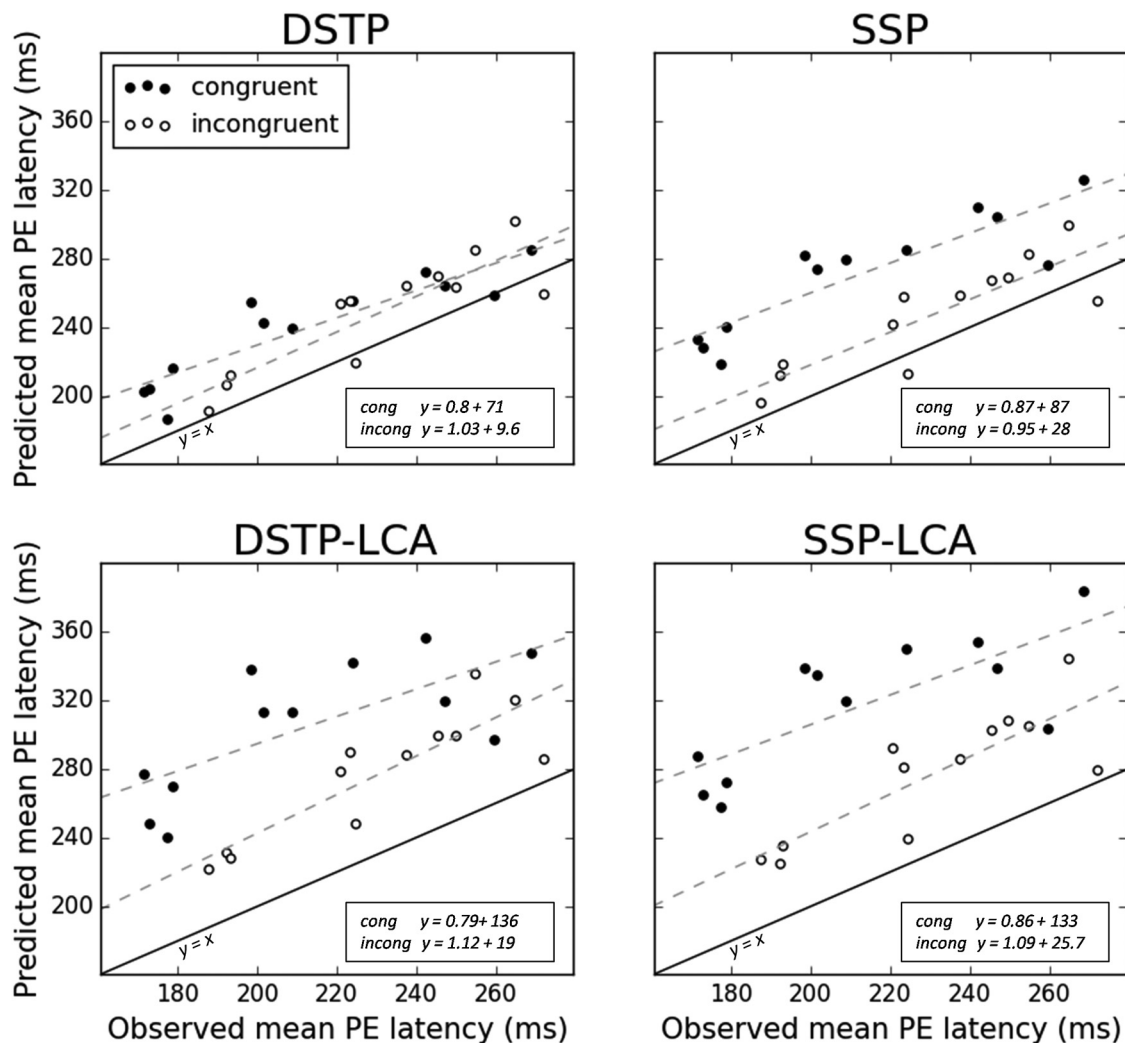 DSTP
SSP
Predicted mean PE latency (ms)
360
320
280
240
200
congruent
incongruent
y = x
cong y = 0.8 + 71
incong y = 1.03 + 9.6
y = x
cong y = 0.87 + 87
incong y = 0.95 + 28
DSTP-LCA
SSP-LCA
Predicted mean PE latency (ms)
360
320
280
240
200
y = x
cong y = 0.79+ 136
incong y = 1.12 + 19
y = x
cong y = 0.86 + 133
incong y = 1.09 + 25.7
180 200 220 240 260
180 200 220 240 260
Observed mean PE latency (ms)
Observed mean PE latency (ms)